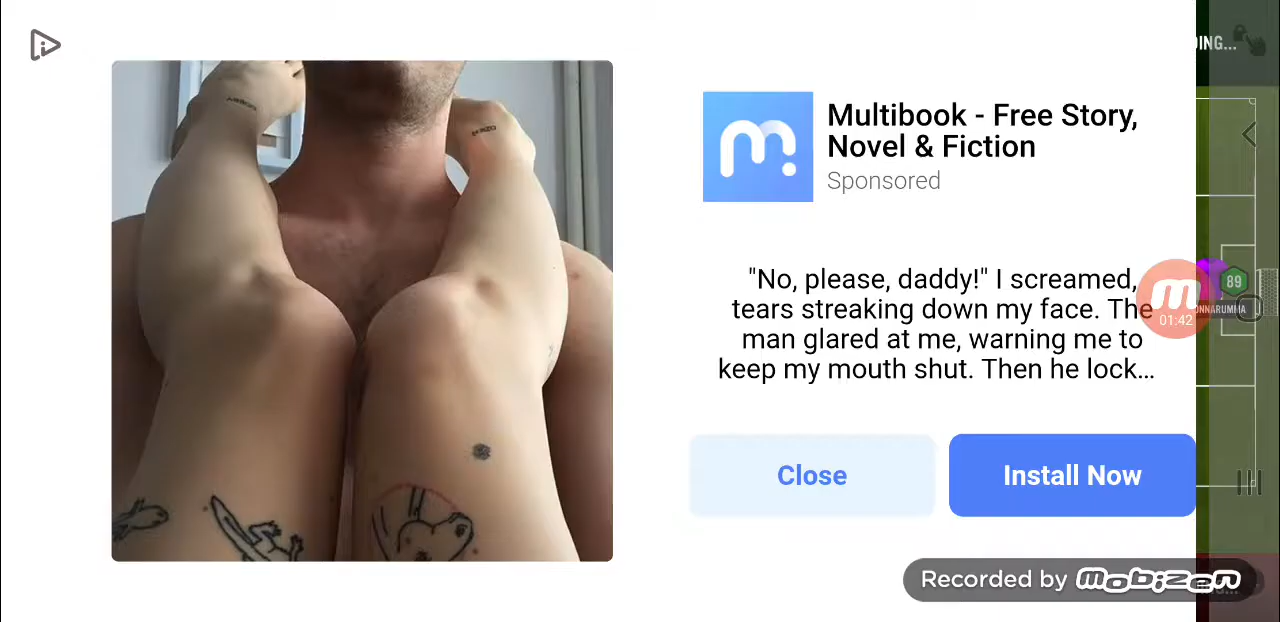 DING...
Multibook - Free Story,
Novel & Fiction
Sponsored
"No, please, daddy!" I screamed,
tears streaking down my face. The
man glared at me, warning me to
keep my mouth shut. Then he lock...
89
01:42
ONNARUMMA
Close
Install Now
Recorded by mobizen